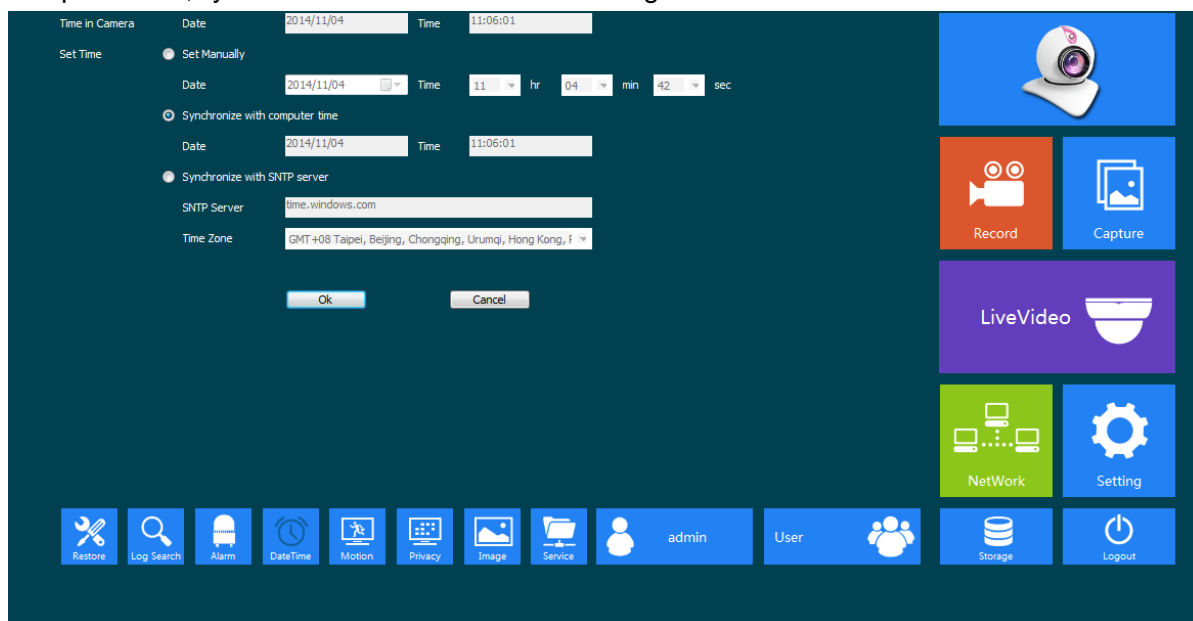 Time in Camera Date 2014/11/04 Time 11:06:01
Set Time Set Manually
Date 2014/11/04 Time 11 hr 04 min 42 sec
Synchronize with computer time
Date 2014/11/04 Time 11:06:01
Synchronize with SNTP server
SNTP Server time.windows.com
Time Zone GMT+08 Taipei, Beijing, Chongqing, Urumqi, Hong Kong,
Ok Cancel
Record Capture
LiveVideo
NetWork Setting
Restore Log Search Alarm DateTime Motion Privacy Image Service admin User Storage Logout